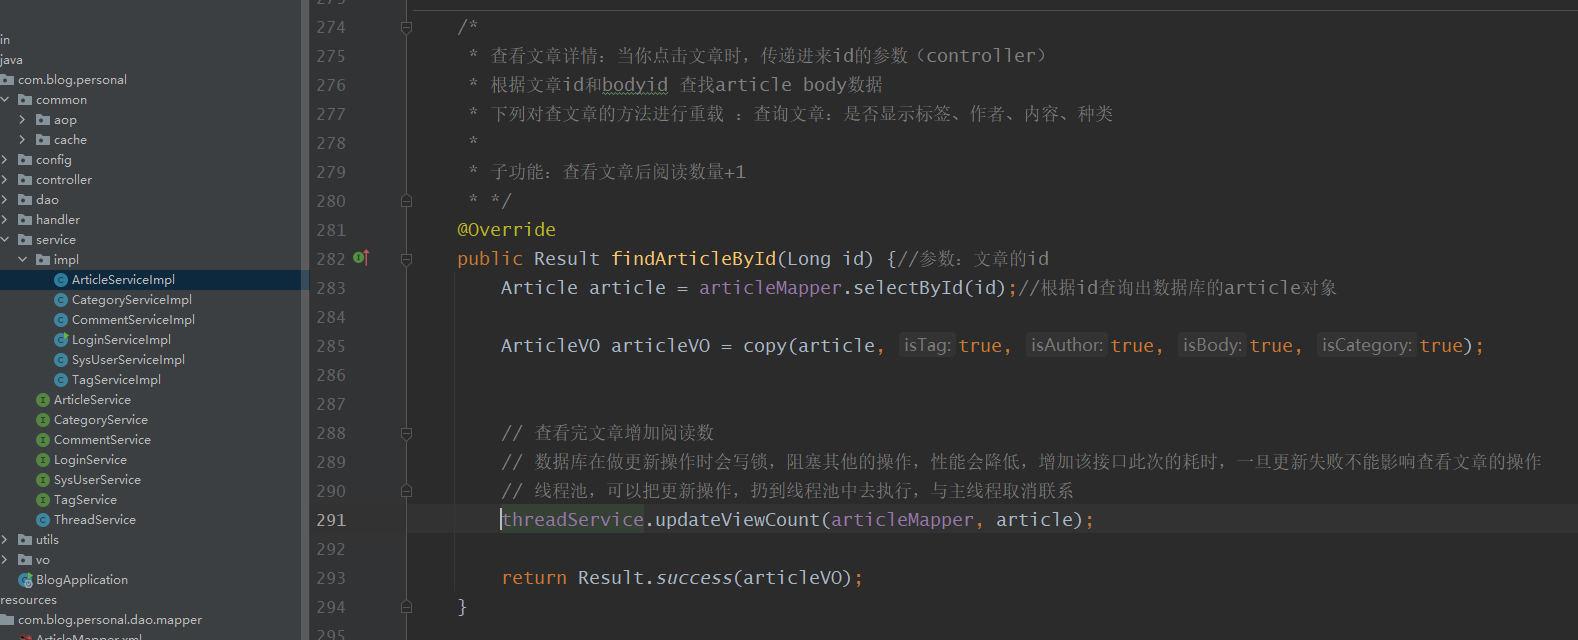 in
java
com.blog.personal
common
aop
cache
config
controller
dao
handler
service
impl
ArticleServiceImpl
CategoryServiceImpl
CommentServiceImpl
LoginServiceImpl
SysUserServiceImpl
TagServiceImpl
ArticleService
CategoryService
CommentService
LoginService
SysUserService
TagService
ThreadService
utils
vo
BlogApplication
resources
com.blog.personal.dao.mapper
ArticleMapper.xml
273
274 /*
275 * 查看文章详情：当你点击文章时，传递进来id的参数（controller）
276 * 根据文章id和bodyid 查找article body数据
277 * 下列对查文章的方法进行重载 ：查询文章：是否显示标签、作者、内容、种类
278 *
279 * 子功能：查看文章后阅读数量+1
280 * */
281 @Override
282 public Result findArticleById(Long id) {//参数：文章的id
283 Article article = articleMapper.selectById(id);//根据id查询出数据库的article对象
284
285 ArticleVO articleVO = copy(article, isTag: true, isAuthor: true, isBody: true, isCategory: true);
286
287
288 // 查看完文章增加阅读数
289 // 数据库在做更新操作时会写锁，阻塞其他的操作，性能会降低，增加该接口此次的耗时，一旦更新失败不能影响查看文章的操作
290 // 线程池，可以把更新操作，扔到线程池中去执行，与主线程取消联系
291 threadService.updateViewCount(articleMapper, article);
292
293 return Result.success(articleVO);
294 }
295